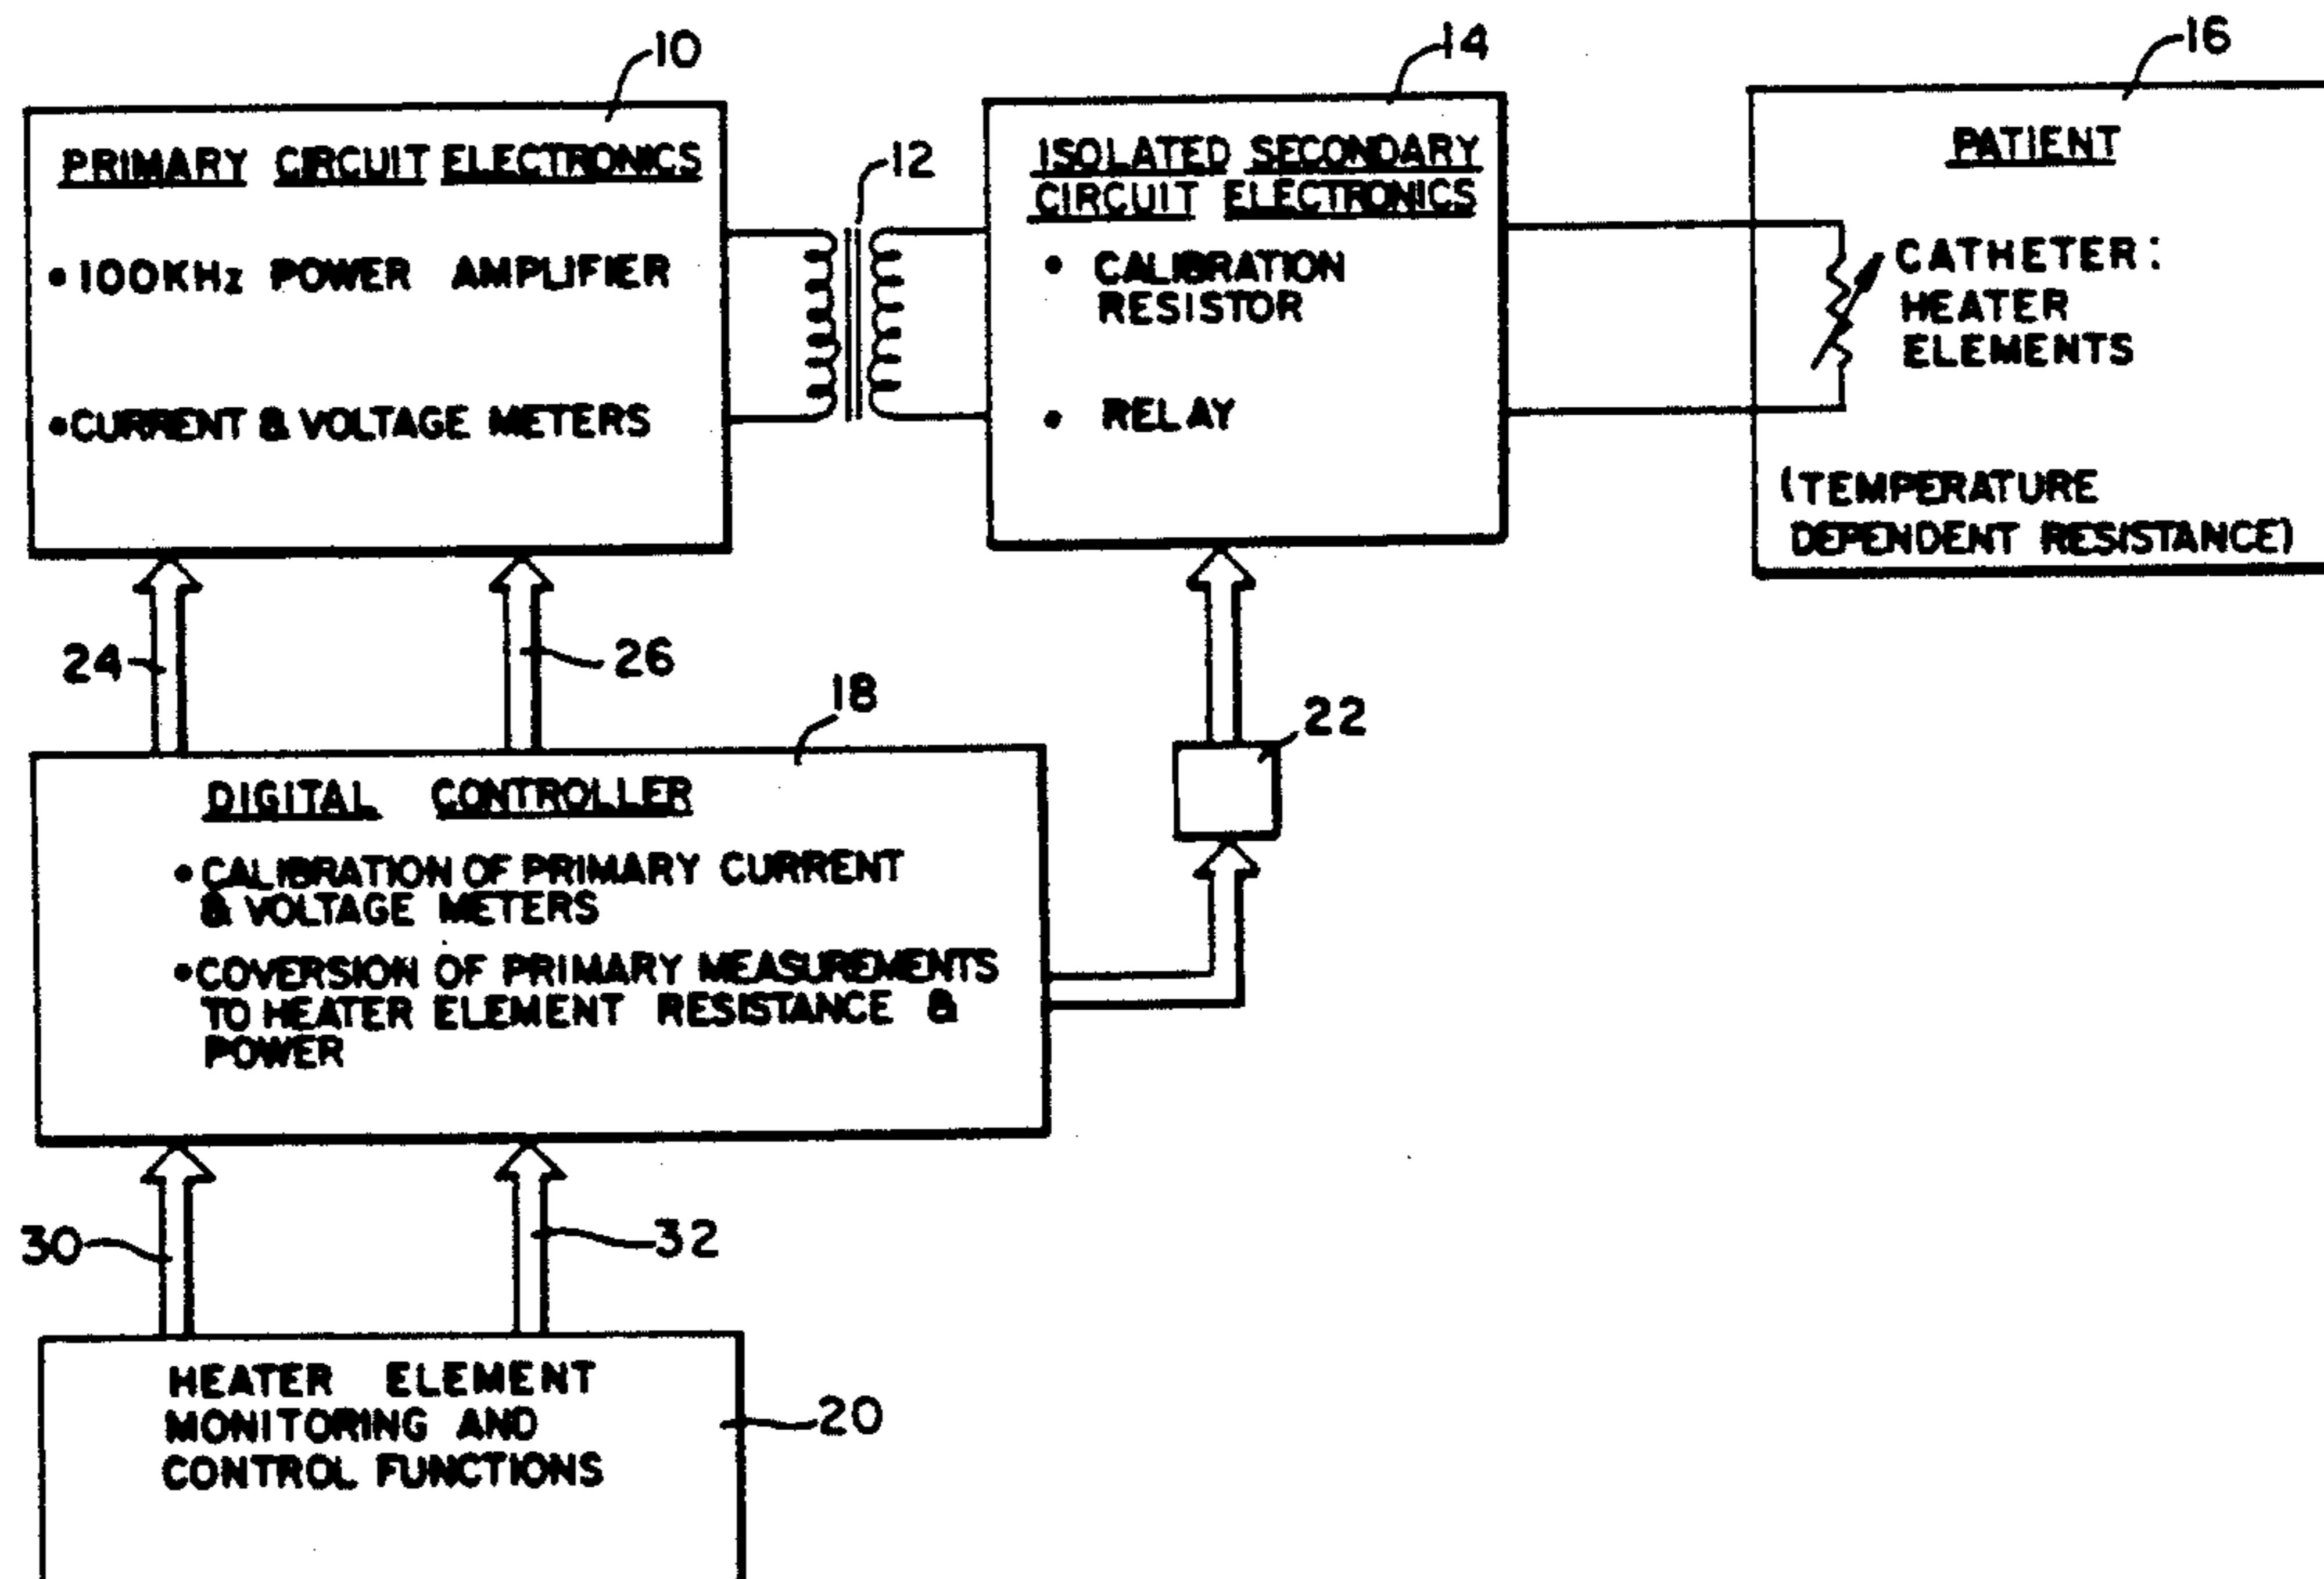 10
14
16
PRIMARY CIRCUIT ELECTRONICS
• 100KHz POWER AMPLIFIER
• CURRENT & VOLTAGE METERS
12
ISOLATED SECONDARY
CIRCUIT ELECTRONICS
• CALIBRATION
RESISTOR
• RELAY
PATIENT
CATHETER:
HEATER
ELEMENTS
(TEMPERATURE
DEPENDENT RESISTANCE)
24
26
18
22
DIGITAL CONTROLLER
• CALIBRATION OF PRIMARY CURRENT
& VOLTAGE METERS
• COVERSION OF PRIMARY MEASUREMENTS
TO HEATER ELEMENT RESISTANCE &
POWER
30
32
HEATER ELEMENT
MONITORING AND
CONTROL FUNCTIONS
20